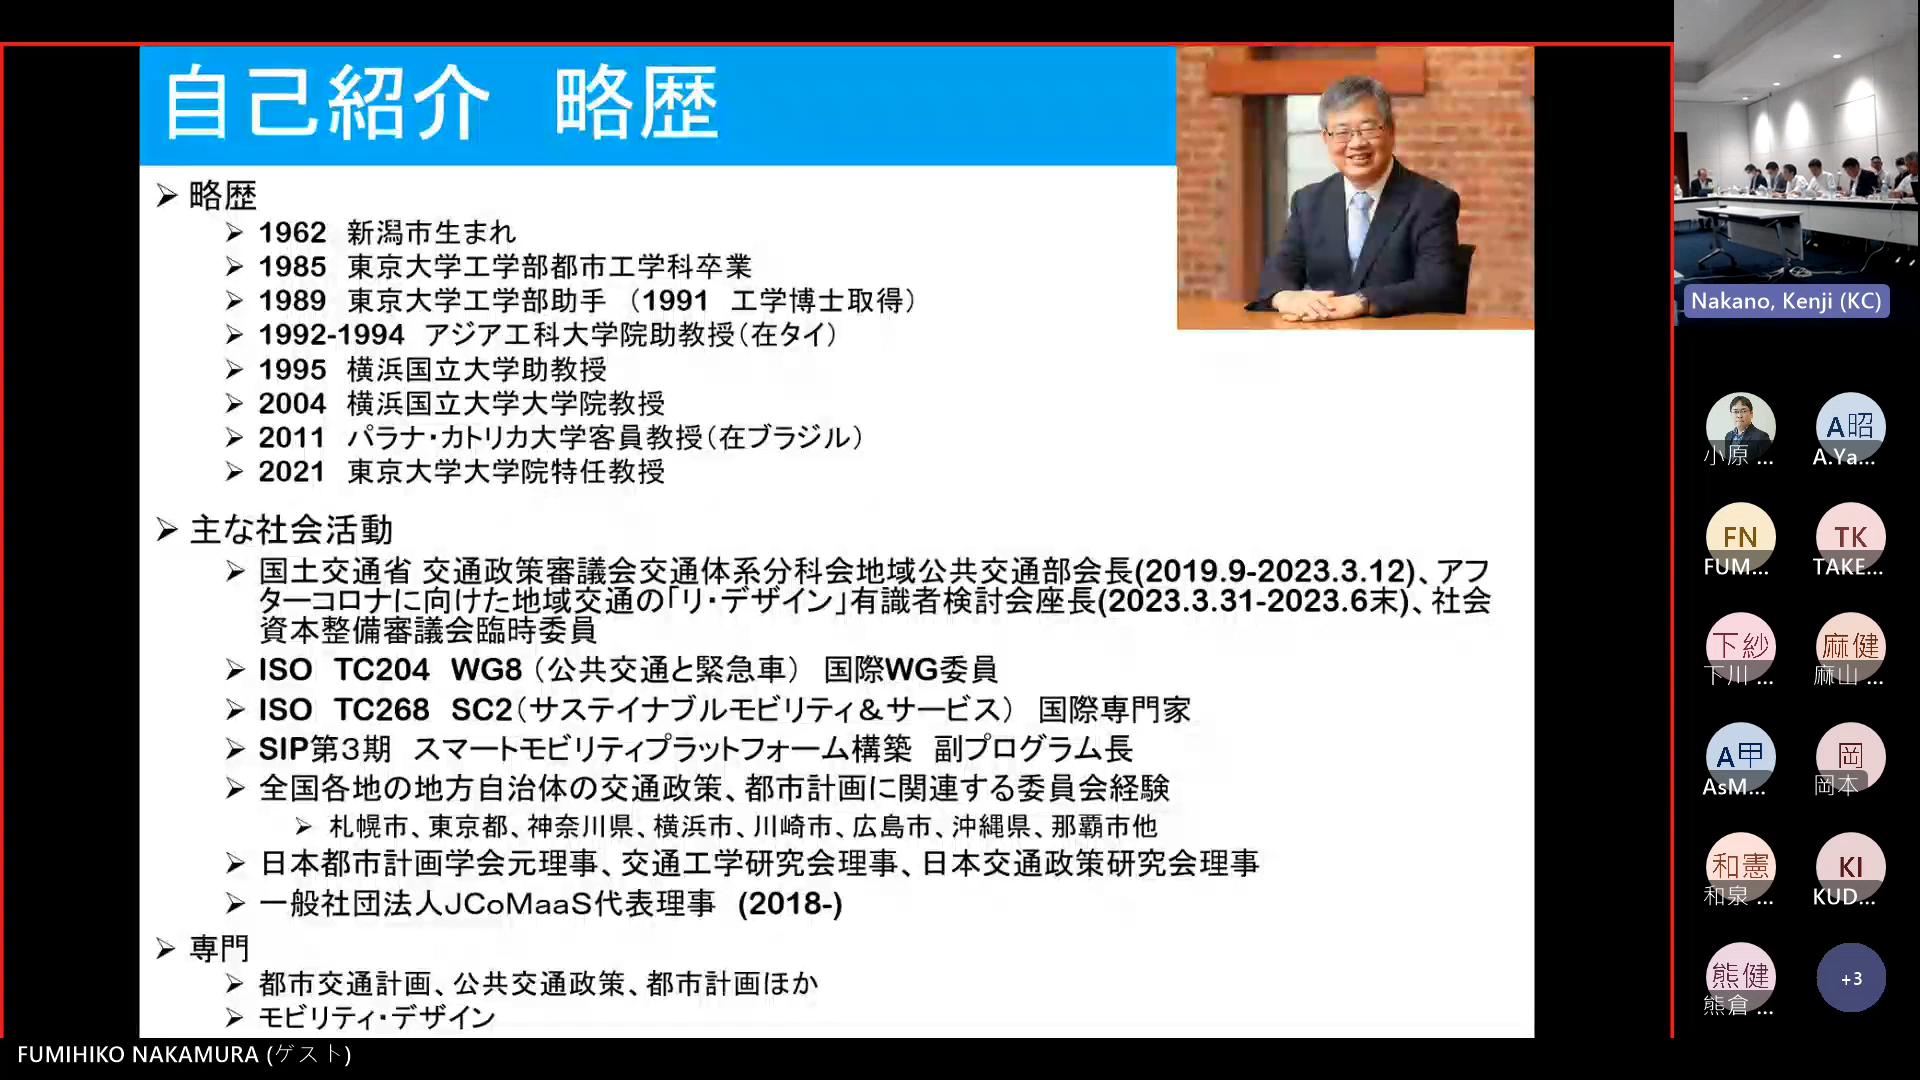 自己紹介　略歴
➢ 略歴
➢ 1962　新潟市生まれ
➢ 1985　東京大学工学部都市工学科卒業
➢ 1989　東京大学工学部助手（1991　工学博士取得）
➢ 1992-1994　アジア工科大学院助教授（在タイ）
➢ 1995　横浜国立大学助教授
➢ 2004　横浜国立大学大学院教授
➢ 2011　パラナ・カトリカ大学客員教授（在ブラジル）
➢ 2021　東京大学大学院特任教授
➢ 主な社会活動
➢ 国土交通省 交通政策審議会交通体系分科会地域公共交通部会長(2019.9-2023.3.12)、アフ
ターコロナに向けた地域交通の「リ・デザイン」有識者検討会座長(2023.3.31-2023.6末)、社会
資本整備審議会臨時委員
➢ ISO　TC204　WG8（公共交通と緊急車）　国際WG委員
➢ ISO　TC268　SC2（サステイナブルモビリティ＆サービス）　国際専門家
➢ SIP第３期　スマートモビリティプラットフォーム構築　副プログラム長
➢ 全国各地の地方自治体の交通政策、都市計画に関連する委員会経験
➢ 札幌市、東京都、神奈川県、横浜市、川崎市、広島市、沖縄県、那覇市他
➢ 日本都市計画学会元理事、交通工学研究会理事、日本交通政策研究会理事
➢ 一般社団法人JCoMaaS代表理事　(2018-)
➢ 専門
➢ 都市交通計画、公共交通政策、都市計画ほか
➢ モビリティ・デザイン
FUMIHIKO NAKAMURA (ゲスト)
Nakano, Kenji (KC)
小原 ...
A昭
A.Ya...
FN
FUM...
TK
TAKE...
下紗
下川 ...
麻健
麻山 ...
A甲
AsM...
岡
岡本
和憲
和泉 ...
KI
KUD...
熊健
熊倉 ...
+3